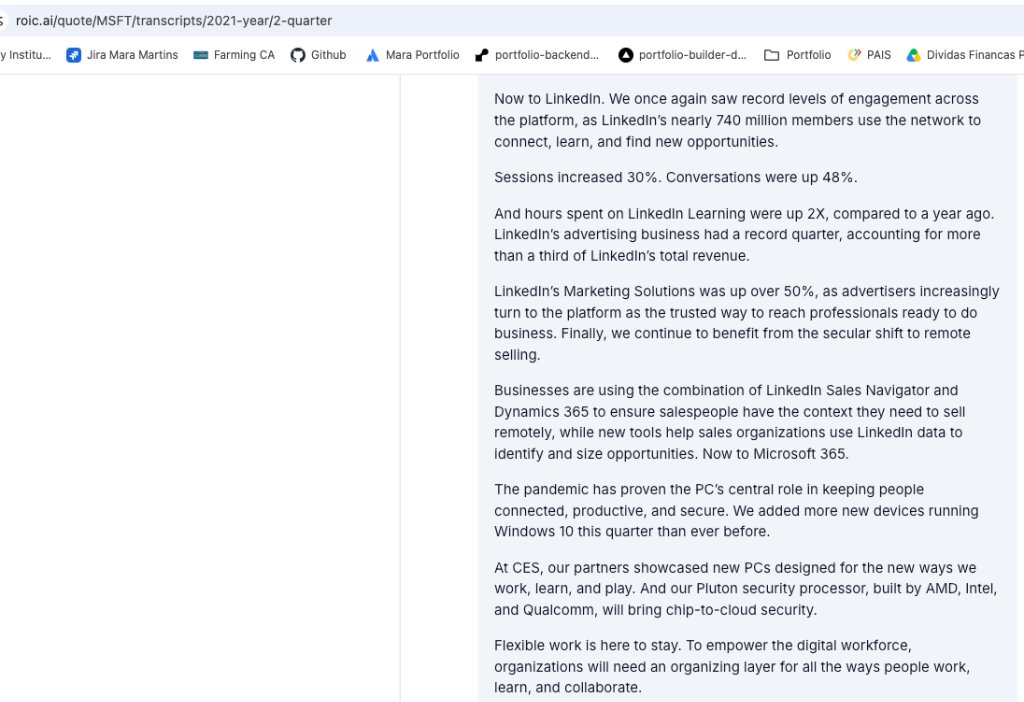 roic.ai/quote/MSFT/transcripts/2021-year/2-quarter
y Institu... Jira Mara Martins Farming CA Github Mara Portfolio portfolio-backend... portfolio-builder-d... Portfolio PAIS Dividas Financas P
Now to LinkedIn. We once again saw record levels of engagement across
the platform, as LinkedIn’s nearly 740 million members use the network to
connect, learn, and find new opportunities.
Sessions increased 30%. Conversations were up 48%.
And hours spent on LinkedIn Learning were up 2X, compared to a year ago.
LinkedIn’s advertising business had a record quarter, accounting for more
than a third of LinkedIn’s total revenue.
LinkedIn’s Marketing Solutions was up over 50%, as advertisers increasingly
turn to the platform as the trusted way to reach professionals ready to do
business. Finally, we continue to benefit from the secular shift to remote
selling.
Businesses are using the combination of LinkedIn Sales Navigator and
Dynamics 365 to ensure salespeople have the context they need to sell
remotely, while new tools help sales organizations use LinkedIn data to
identify and size opportunities. Now to Microsoft 365.
The pandemic has proven the PC’s central role in keeping people
connected, productive, and secure. We added more new devices running
Windows 10 this quarter than ever before.
At CES, our partners showcased new PCs designed for the new ways we
work, learn, and play. And our Pluton security processor, built by AMD, Intel,
and Qualcomm, will bring chip-to-cloud security.
Flexible work is here to stay. To empower the digital workforce,
organizations will need an organizing layer for all the ways people work,
learn, and collaborate.